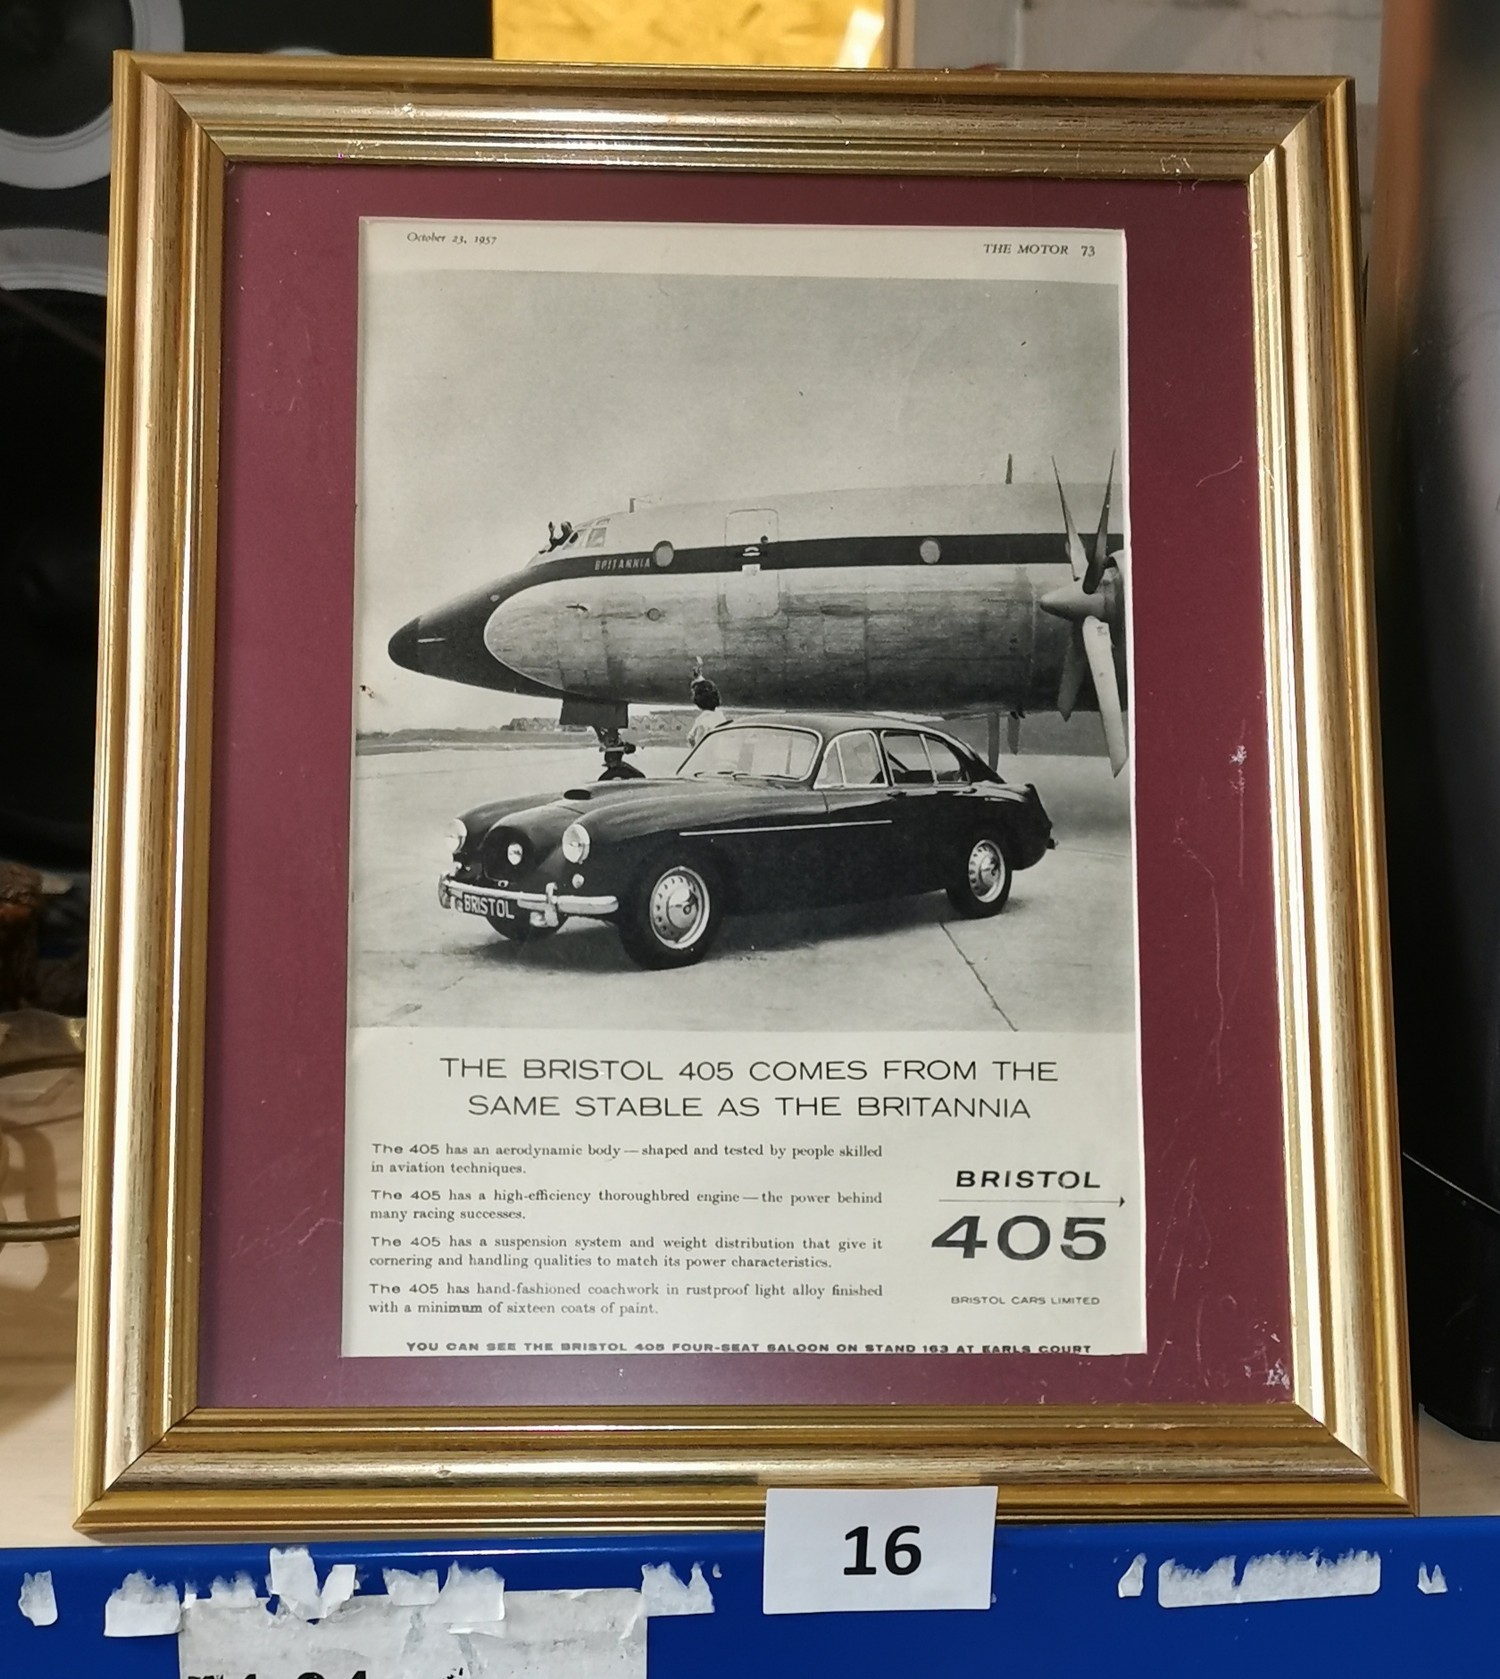 October 23, 1957
THE MOTOR 73
BRITANNIA
BRISTOL
THE BRISTOL 405 COMES FROM THE
SAME STABLE AS THE BRITANNIA
The 405 has an aerodynamic body — shaped and tested by people skilled
in aviation techniques.
The 405 has a high-efficiency thoroughbred engine — the power behind
many racing successes.
The 405 has a suspension system and weight distribution that give it
cornering and handling qualities to match its power characteristics.
The 405 has hand-fashioned coachwork in rustproof light alloy finished
with a minimum of sixteen coats of paint.
BRISTOL
405
BRISTOL CARS LIMITED
YOU CAN SEE THE BRISTOL 405 FOUR-SEAT SALOON ON STAND 163 AT EARLS COURT
16